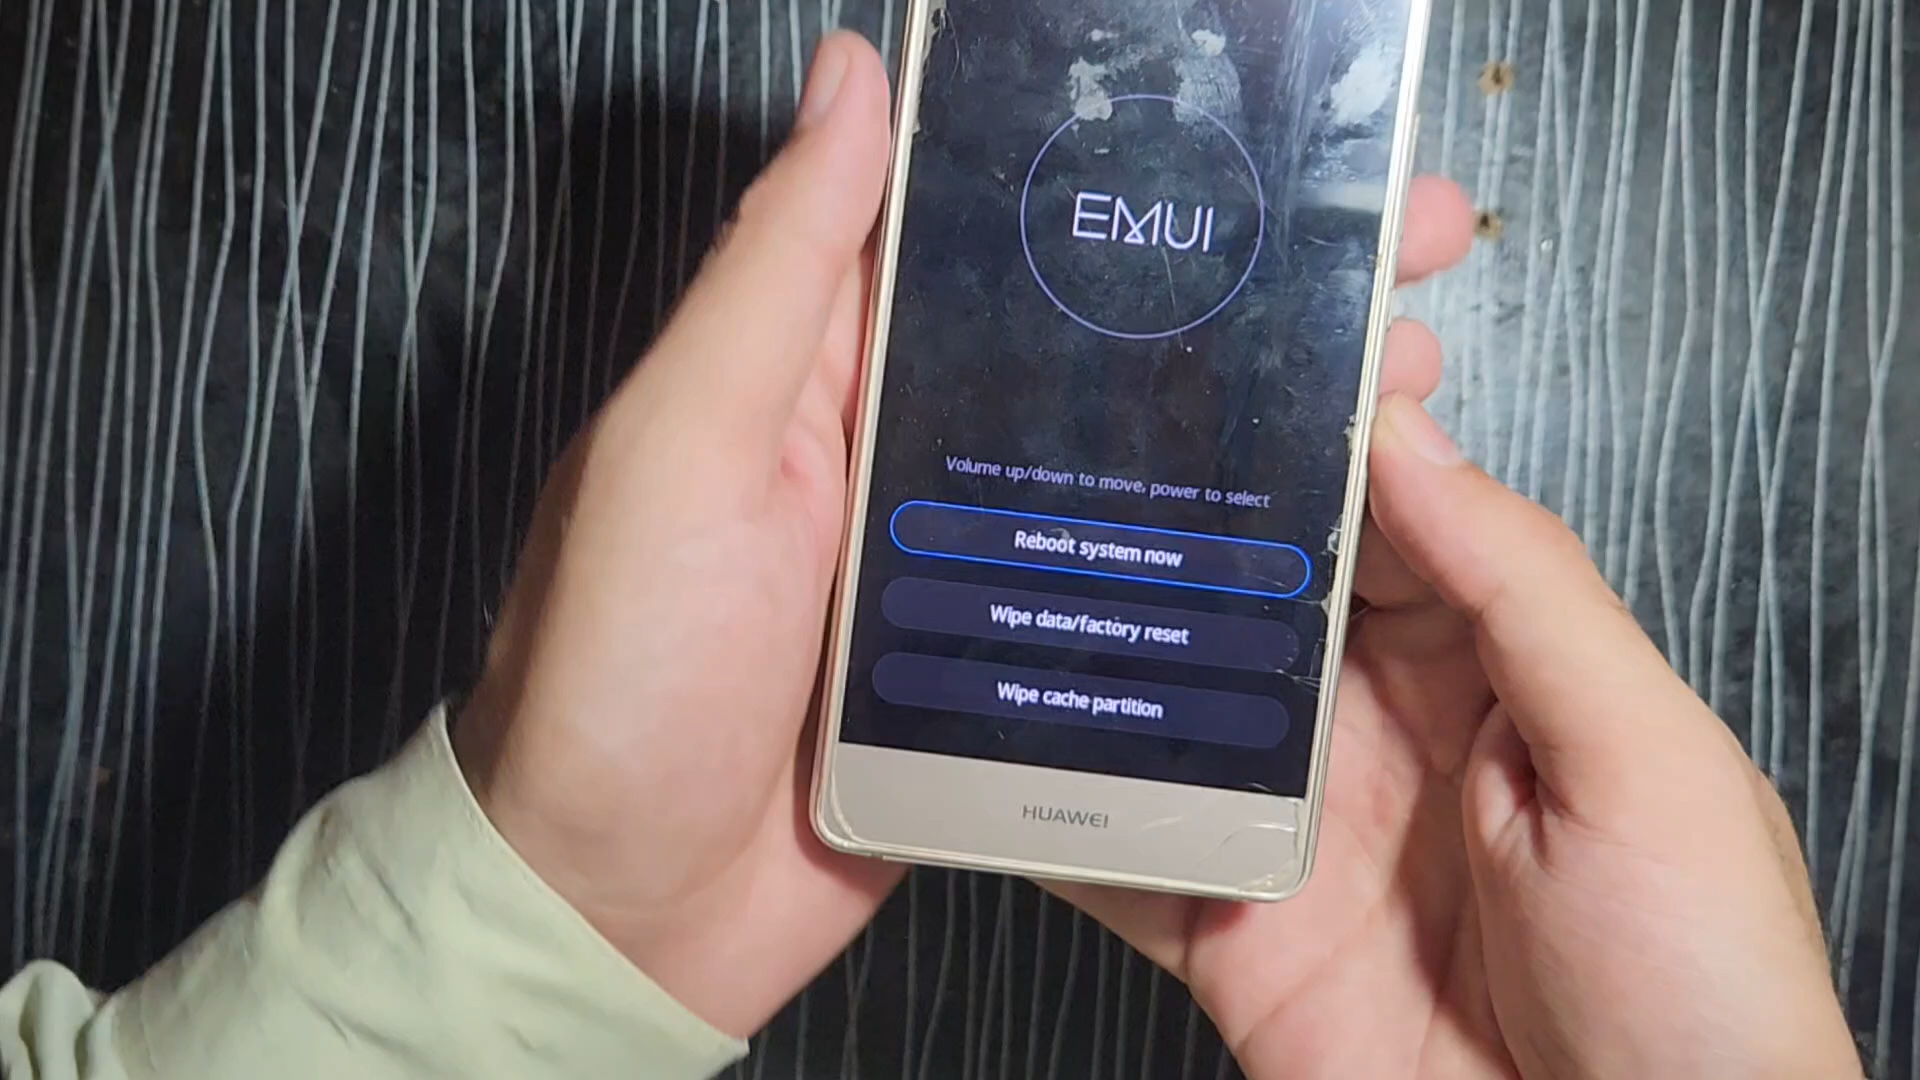 EMUI
Volume up/down to move, power to select
Reboot system now
Wipe data/factory reset
Wipe cache partition
HUAWEI